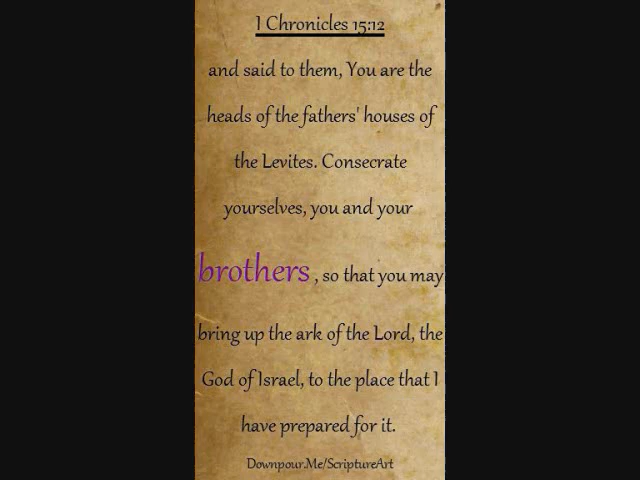 1 Chronicles 15:12
and said to them, You are the
heads of the fathers' houses of
the Levites. Consecrate
yourselves, you and your
brothers , so that you may
bring up the ark of the Lord, the
God of Israel, to the place that I
have prepared for it.
Downpour.Me/ScriptureArt